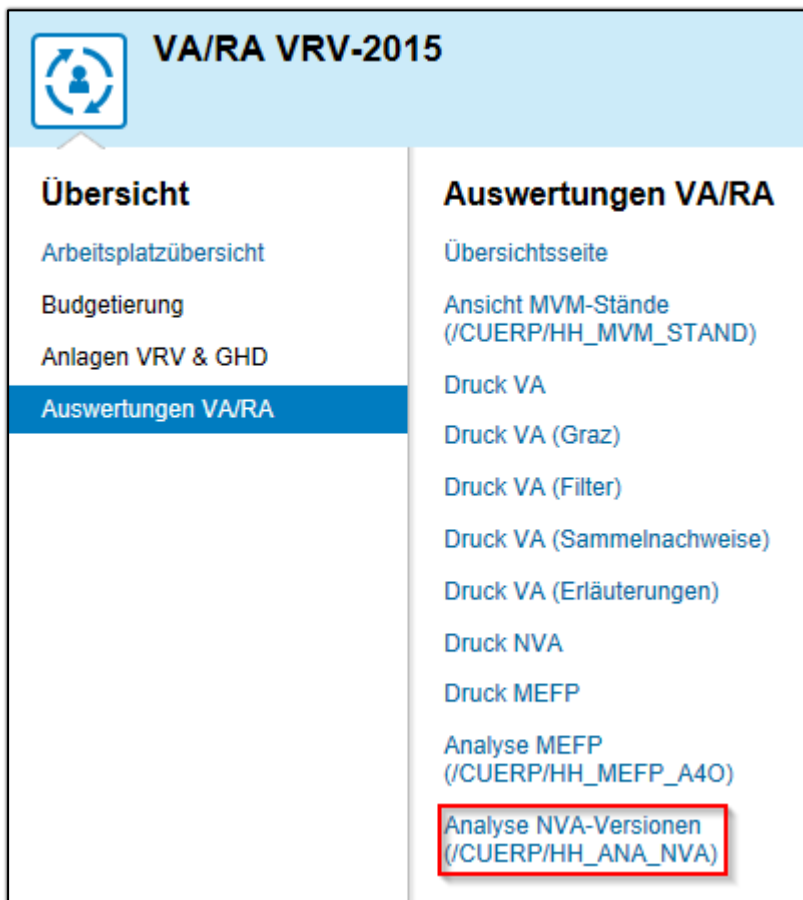 VA/RA VRV-2015
Übersicht
Arbeitsplatzübersicht
Budgetierung
Anlagen VRV & GHD
Auswertungen VA/RA
Auswertungen VA/RA
Übersichtsseite
Ansicht MVM-Stände
(/CUERP/HH_MVM_STAND)
Druck VA
Druck VA (Graz)
Druck VA (Filter)
Druck VA (Sammelnachweise)
Druck VA (Erläuterungen)
Druck NVA
Druck MEFP
Analyse MEFP
(/CUERP/HH_MEFP_A4O)
Analyse NVA-Versionen
(/CUERP/HH_ANA_NVA)